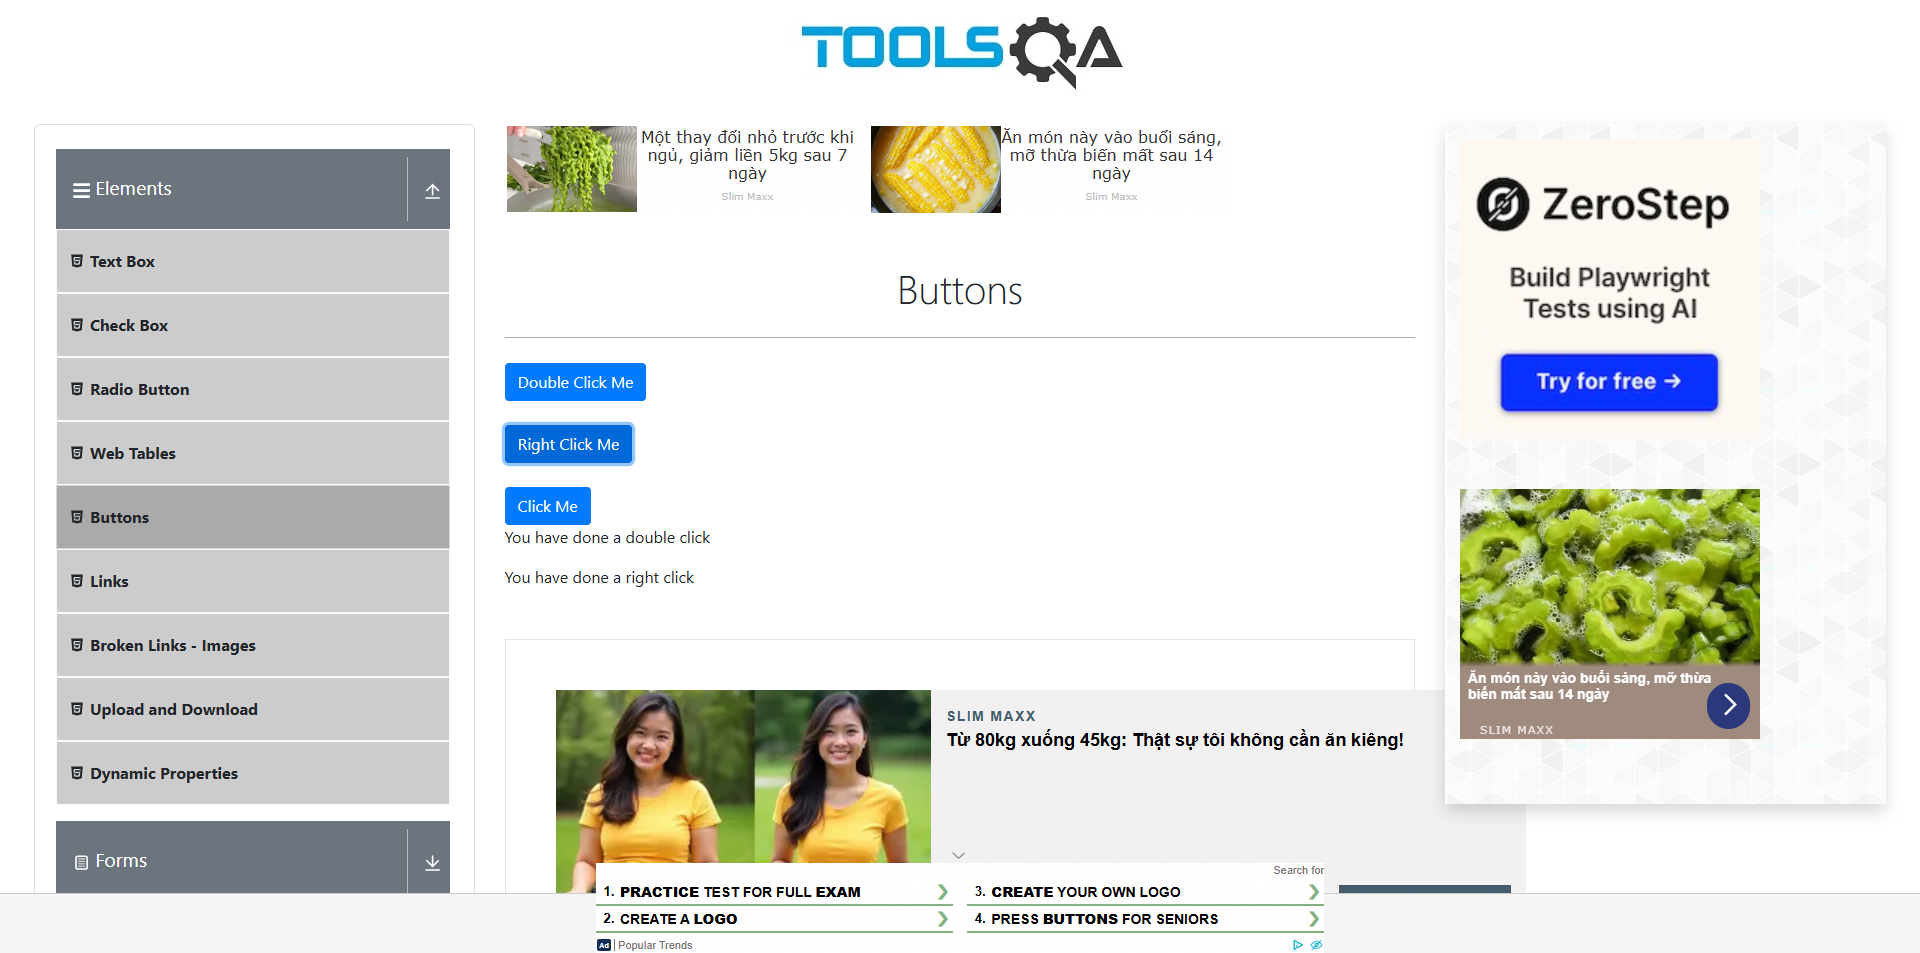 TOOLSQA
Elements
Text Box
Check Box
Radio Button
Web Tables
Buttons
Links
Broken Links - Images
Upload and Download
Dynamic Properties
Forms
Một thay đổi nhỏ trước khi
ngủ, giảm liền 5kg sau 7
ngày
Slim Maxx
Ăn món này vào buổi sáng,
mỡ thừa biến mất sau 14
ngày
Slim Maxx
Buttons
Double Click Me
Right Click Me
Click Me
You have done a double click
You have done a right click
SLIM MAXX
Từ 80kg xuống 45kg: Thật sự tôi không cần ăn kiêng!
ZeroStep
Build Playwright
Tests using AI
Try for free →
Ăn món này vào buổi sáng, mỡ thừa
biến mất sau 14 ngày
SLIM MAXX
Search for
1. PRACTICE TEST FOR FULL EXAM
2. CREATE A LOGO
3. CREATE YOUR OWN LOGO
4. PRESS BUTTONS FOR SENIORS
Ad | Popular Trends